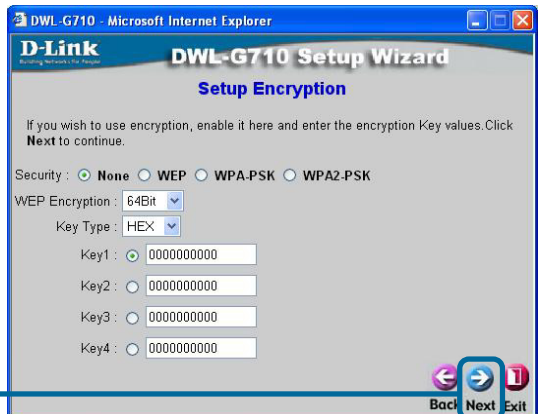 DWL-G710 - Microsoft Internet Explorer
D-Link
Building Networks for People
DWL-G710 Setup Wizard
Setup Encryption
If you wish to use encryption, enable it here and enter the encryption Key values.Click
Next to continue.
Security : None WEP WPA-PSK WPA2-PSK
WEP Encryption : 64Bit
Key Type : HEX
Key1 : 0000000000
Key2 : 0000000000
Key3 : 0000000000
Key4 : 0000000000
Back Next Exit